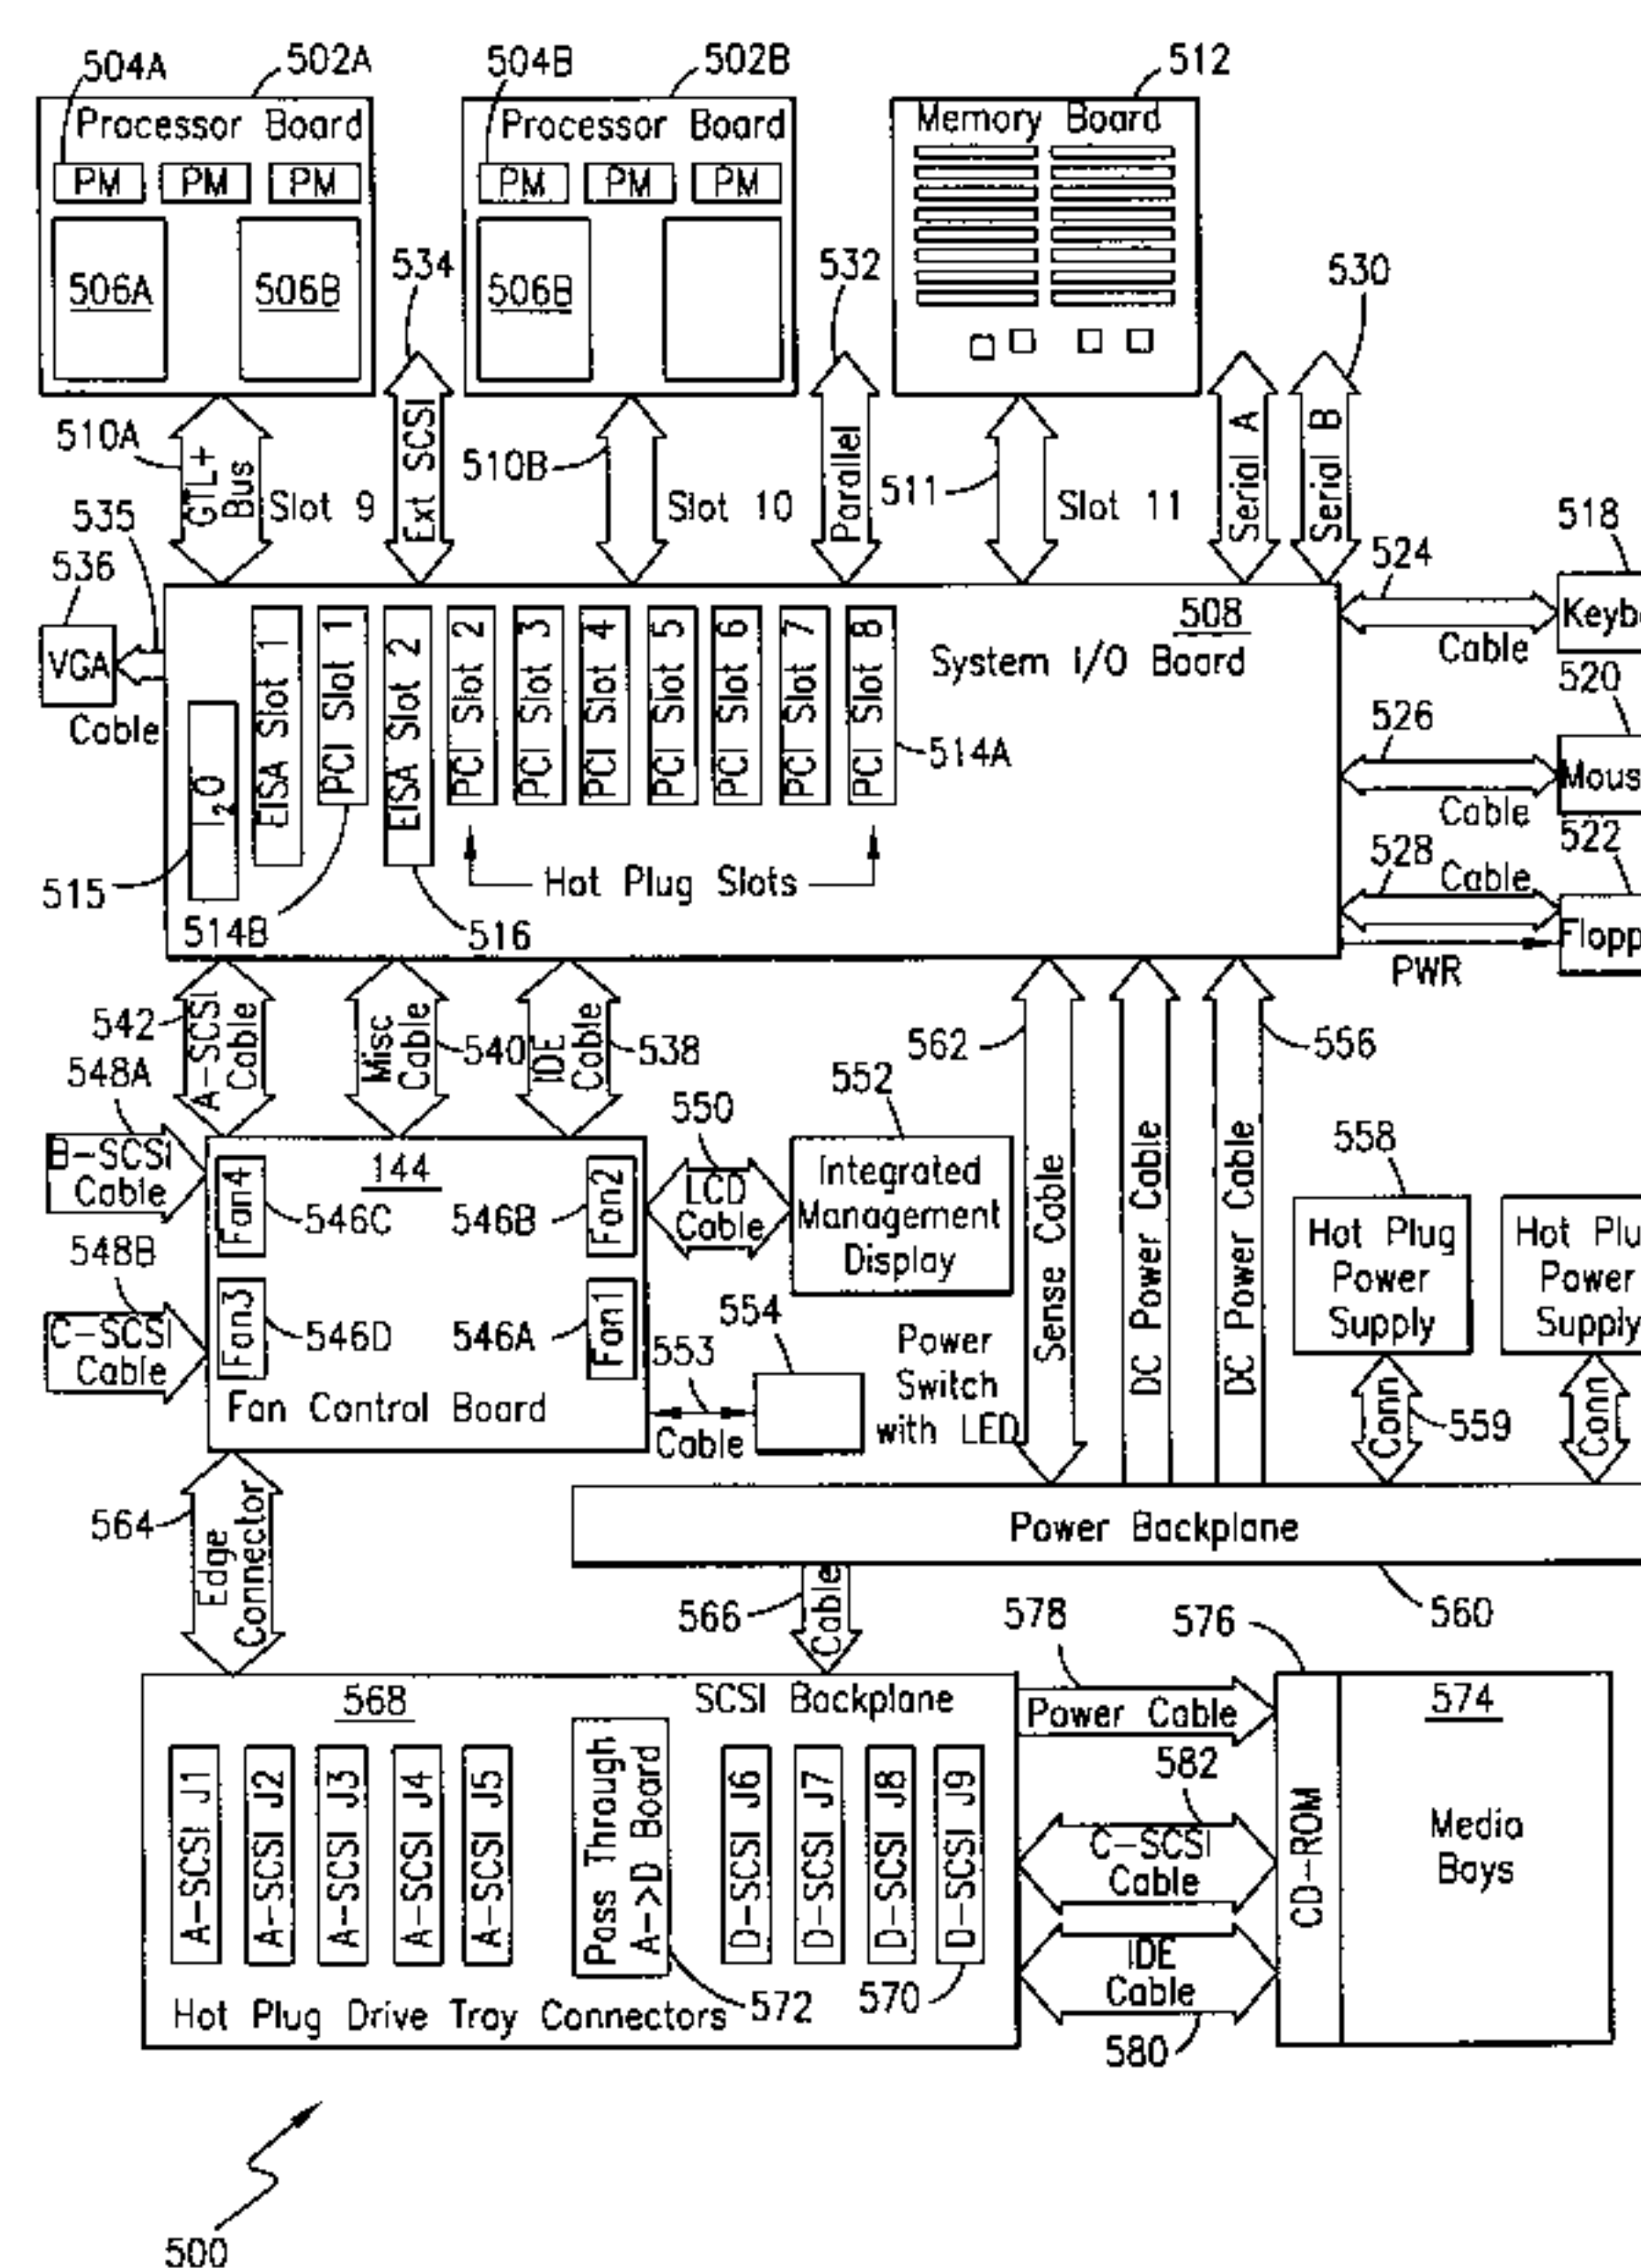 504A
502A
504B
502B
512
Processor Board
PM PM PM
506A
506B
Processor Board
PM PM PM
506B
Memory Board
534
532
530
510A
GTL+
Bus
Slot 9
Ext SCSI
510B
Slot 10
Parallel
511
Slot 11
Serial A
Serial B
535
536
VGA
Cable
524
518
Keybo
Cable
520
526
Mous
Cable
522
528
Cable
Flopp
PWR
508
System I/O Board
I2O
EISA Slot 1
PCI Slot 1
EISA Slot 2
PCI Slot 2
PCI Slot 3
PCI Slot 4
PCI Slot 5
PCI Slot 6
PCI Slot 7
PCI Slot 8
514A
Hot Plug Slots
515
514B
516
542
A-SCSI
Cable
Misc
Cable
540
IDE
Cable
538
562
556
548A
B-SCSI
Cable
548B
C-SCSI
Cable
144
Fan4
546C
546B
Fan2
Fan3
546D
546A
Fan1
Fan Control Board
550
LCD
Cable
552
Integrated
Management
Display
554
553
Cable
Power
Switch
with LED
Sense Cable
DC Power Cable
DC Power Cable
558
Hot Plug
Power
Supply
Hot Plu
Power
Supply
Conn
559
Conn
564
Edge
Connector
Power Backplane
566
Cable
560
578
576
568
SCSI Backplane
A-SCSI J1
A-SCSI J2
A-SCSI J3
A-SCSI J4
A-SCSI J5
Pass Through
A->D Board
D-SCSI J6
D-SCSI J7
D-SCSI J8
D-SCSI J9
Hot Plug Drive Tray Connectors
572
570
Power Cable
582
C-SCSI
Cable
IDE
Cable
580
CD-ROM
574
Media
Bays
500